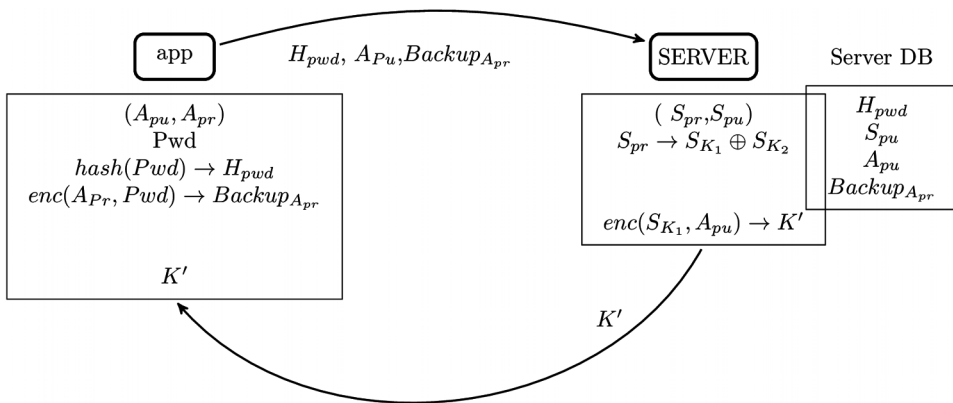 app
H_{pwd}, A_{Pu}, Backup_{A_{pr}}
SERVER
Server DB
(A_{pu}, A_{pr})
Pwd
hash(Pwd) → H_{pwd}
enc(A_{Pr}, Pwd) → Backup_{A_{pr}}
K′
( S_{pr},S_{pu})
S_{pr} → S_{K_1} ⊕ S_{K_2}
enc(S_{K_1}, A_{pu}) → K′
H_{pwd}
S_{pu}
A_{pu}
Backup_{A_{pr}}
K′